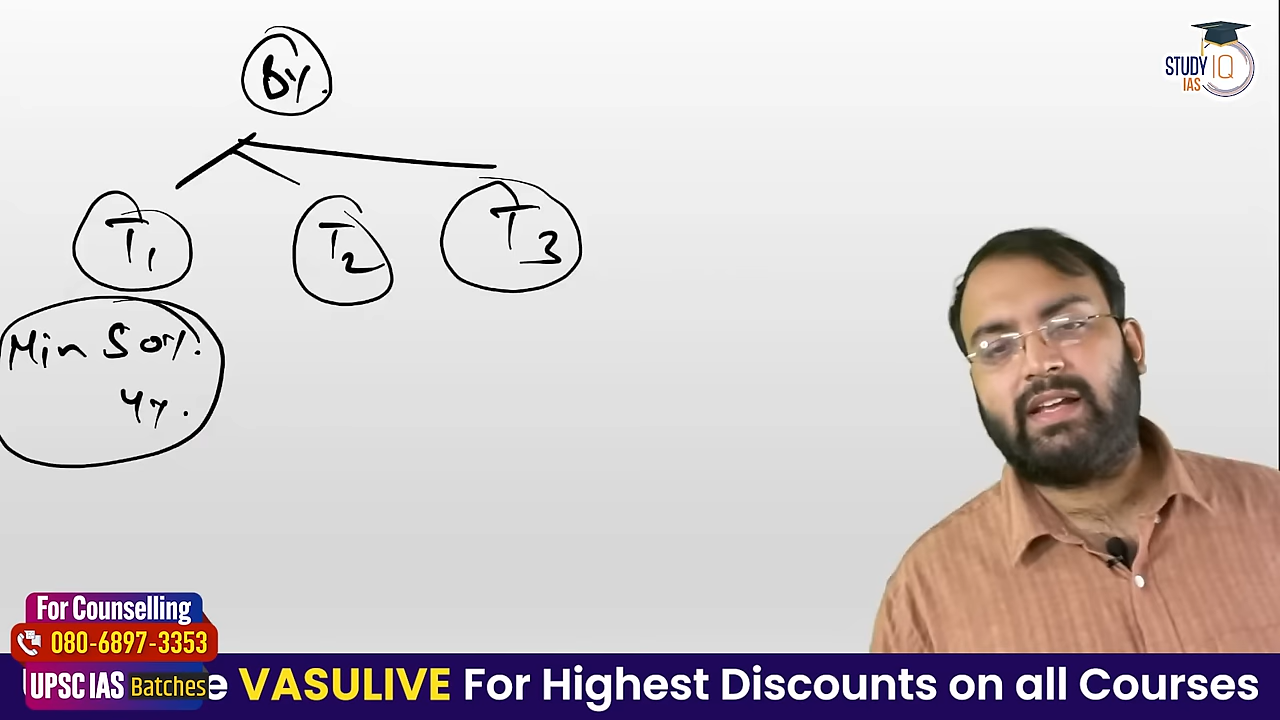 8%.
T1 T2 T3
Min 50%.
4%.
STUDY IQ
IAS
For Counselling
080-6897-3353
UPSC IAS Batches
e VASULIVE For Highest Discounts on all Courses